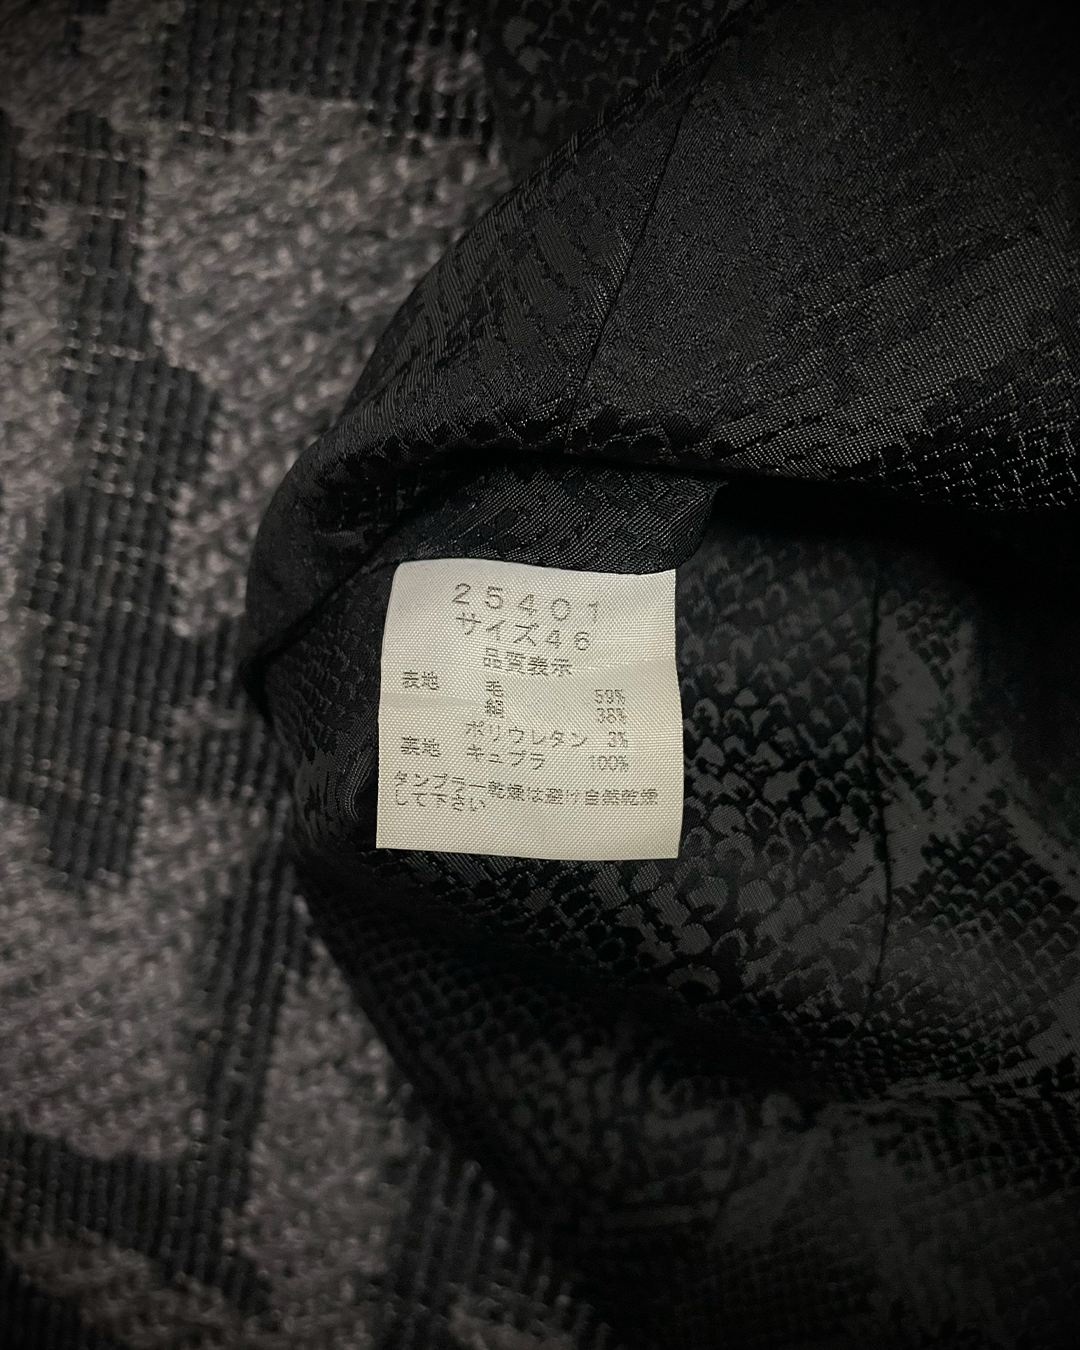 25401
サイズ46
品質表示
表地 毛 59%
綿 38%
ポリウレタン 3%
裏地 キュプラ 100%
タンブラー乾燥は避け自然乾燥
して下さい